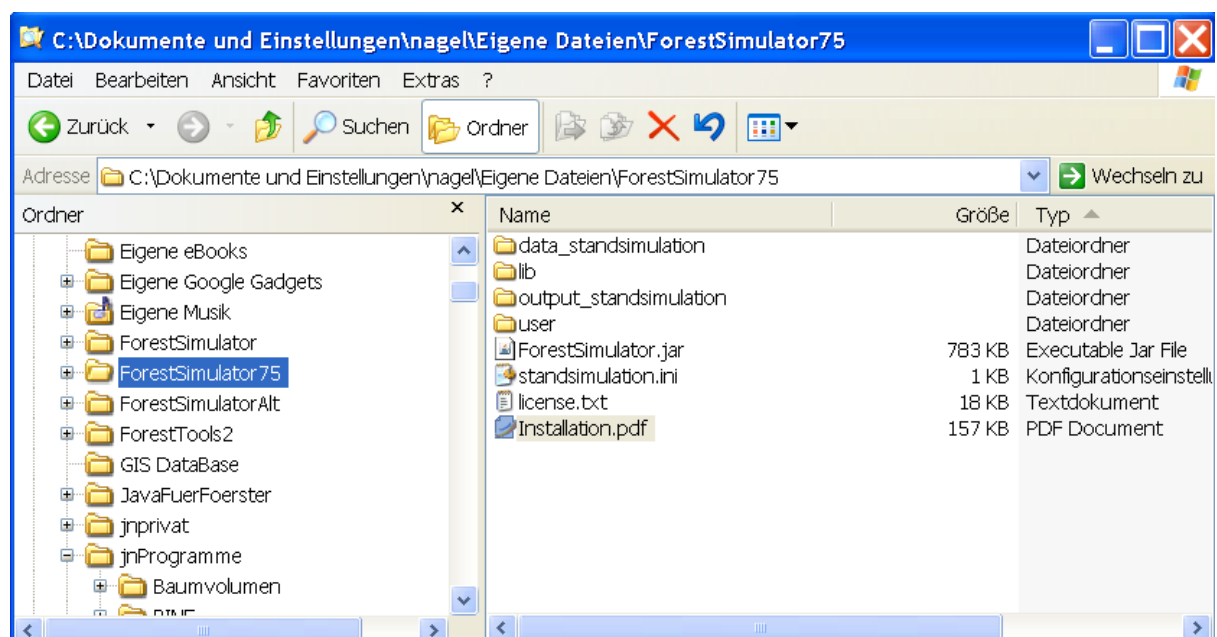 C:\Dokumente und Einstellungen\nagel\Eigene Dateien\ForestSimulator75
Datei Bearbeiten Ansicht Favoriten Extras ?
Zurück Suchen Ordner
Adresse C:\Dokumente und Einstellungen\nagel\Eigene Dateien\ForestSimulator75 Wechseln zu
Ordner x
Eigene eBooks
Eigene Google Gadgets
Eigene Musik
ForestSimulator
ForestSimulator75
ForestSimulatorAlt
ForestTools2
GIS DataBase
JavaFuerFoerster
jnprivat
jnProgramme
Baumvolumen
Name Größe Typ
data_standsimulation Dateiordner
lib Dateiordner
output_standsimulation Dateiordner
user Dateiordner
ForestSimulator.jar 783 KB Executable Jar File
standsimulation.ini 1 KB Konfigurationseinstell
license.txt 18 KB Textdokument
Installation.pdf 157 KB PDF Document